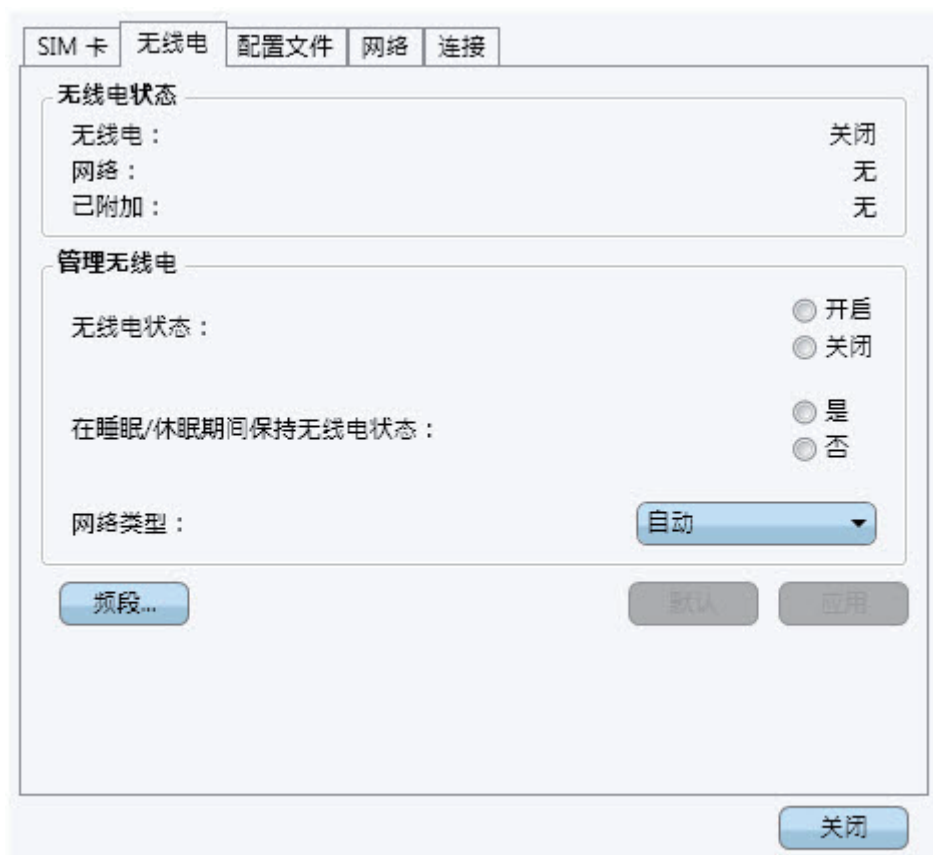 SIM 卡 无线电 配置文件 网络 连接
无线电状态
无线电： 关闭
网络： 无
已附加： 无
管理无线电
无线电状态： 开启
关闭
在睡眠/休眠期间保持无线电状态： 是
否
网络类型： 自动
频段... 默认 应用
关闭